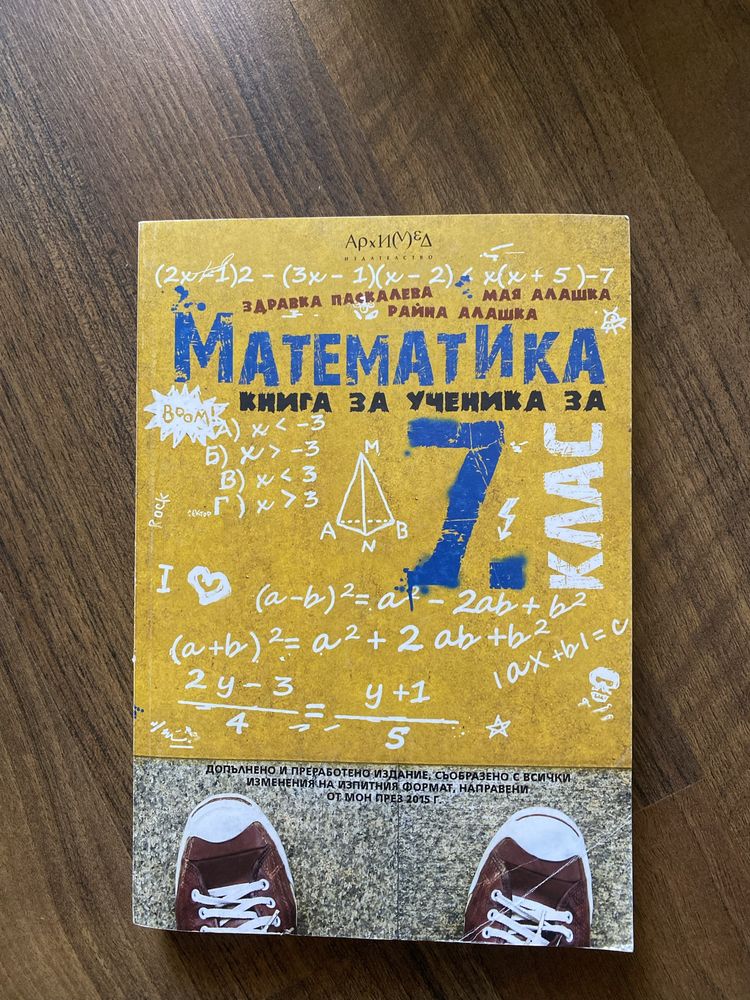 АрхИМЕД
ИЗДАТЕЛСТВО
(2x-1)2 - (3x - 1)(x - 2) < x(x + 5)-7
ЗДРАВКА ПАСКАЛЕВА МАЯ АЛАШКА
РАЙНА АЛАШКА
МАТЕМАТИКА
КНИГА ЗА УЧЕНИКА ЗА
7. КЛАС
BOOM!
А) x < -3
Б) x > -3
В) x < 3
Г) x > 3
M
A N B
ROCK
СЕКТОР
I
(a-b)²= a² - 2ab + b²
(a+b)²= a² + 2 ab + b²
|ax+b|=c
2 y - 3 / 4 = y + 1 / 5
ДОПЪЛНЕНО И ПРЕРАБОТЕНО ИЗДАНИЕ, СЪОБРАЗЕНО С ВСИЧКИ
ИЗМЕНЕНИЯ НА ИЗПИТНИЯ ФОРМАТ, НАПРАВЕНИ
ОТ МОН ПРЕЗ 2015 Г.